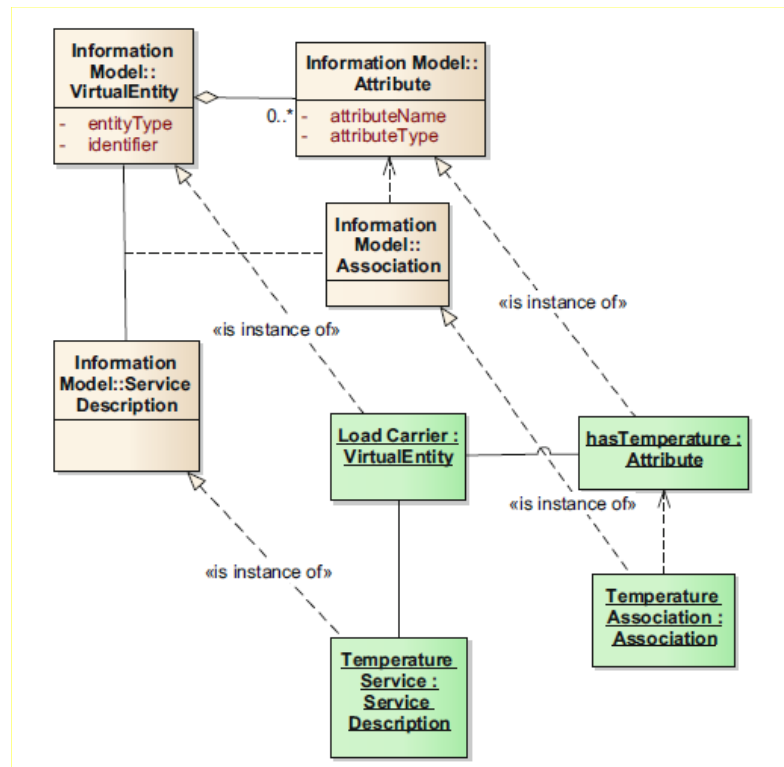 Information
Model::
VirtualEntity
- entityType
- identifier
Information Model::
Attribute
0..*
- attributeName
- attributeType
Information
Model::
Association
«is instance of»
«is instance of»
Information
Model::Service
Description
Load Carrier :
VirtualEntity
hasTemperature :
Attribute
«is instance of»
«is instance of»
Temperature
Association :
Association
Temperature
Service :
Service
Description